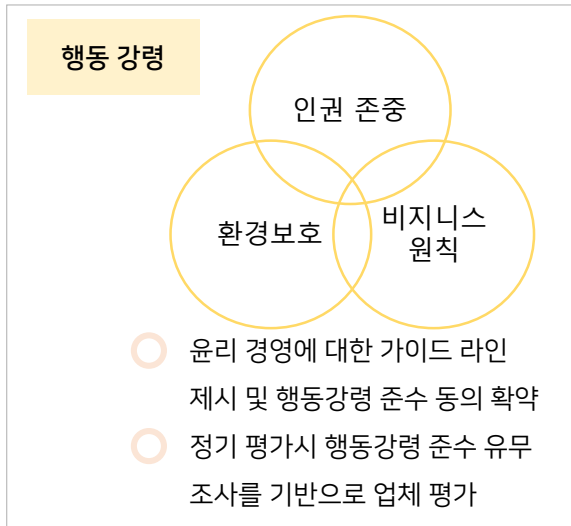 행동 강령
인권 존중
환경보호
비지니스
원칙
윤리 경영에 대한 가이드 라인
제시 및 행동강령 준수 동의 확약
정기 평가시 행동강령 준수 유무
조사를 기반으로 업체 평가